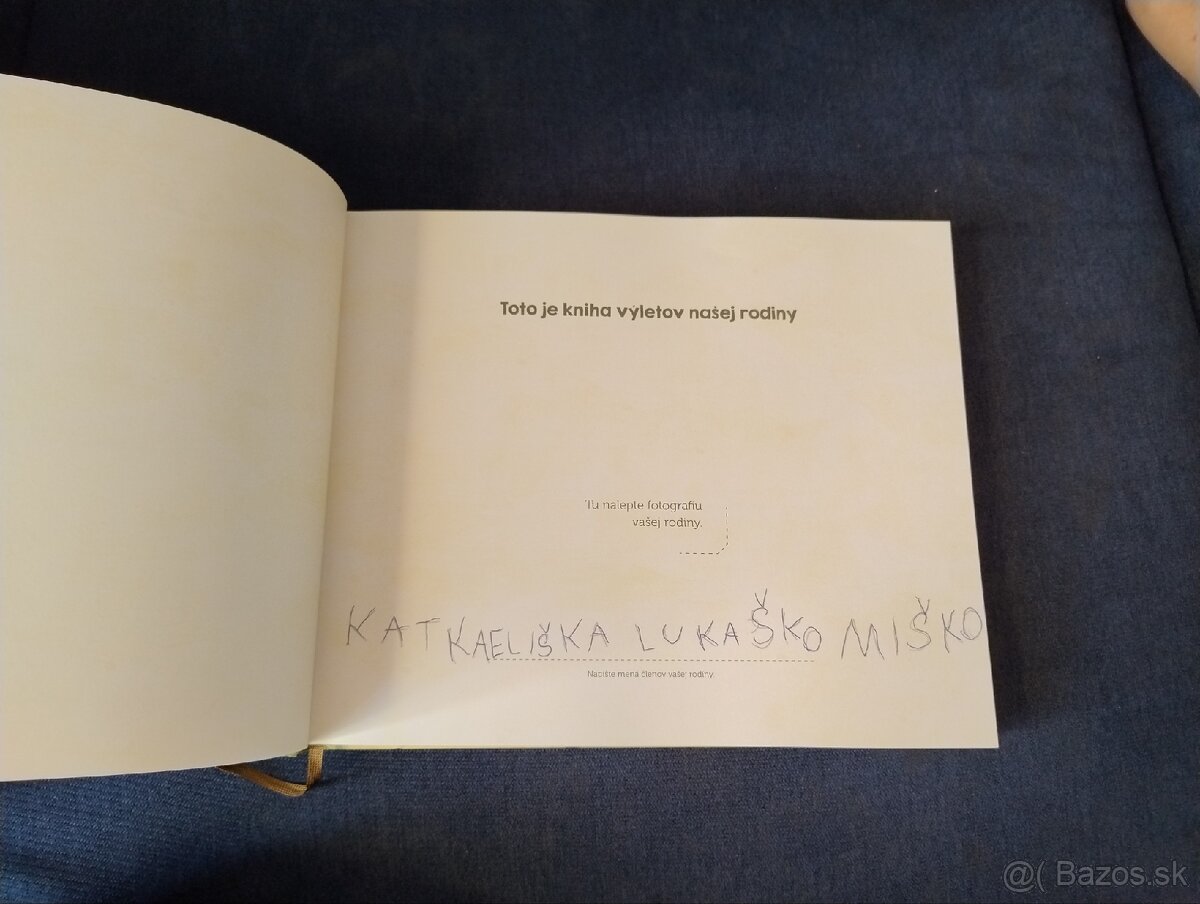 Toto je kniha výletov našej rodiny
Tu nalepte fotografiu
vašej rodiny.
KATKAELIŠKA LUKAŠKO MIŠKO
Napíšte mená členov vašej rodiny.
@( Bazos.sk